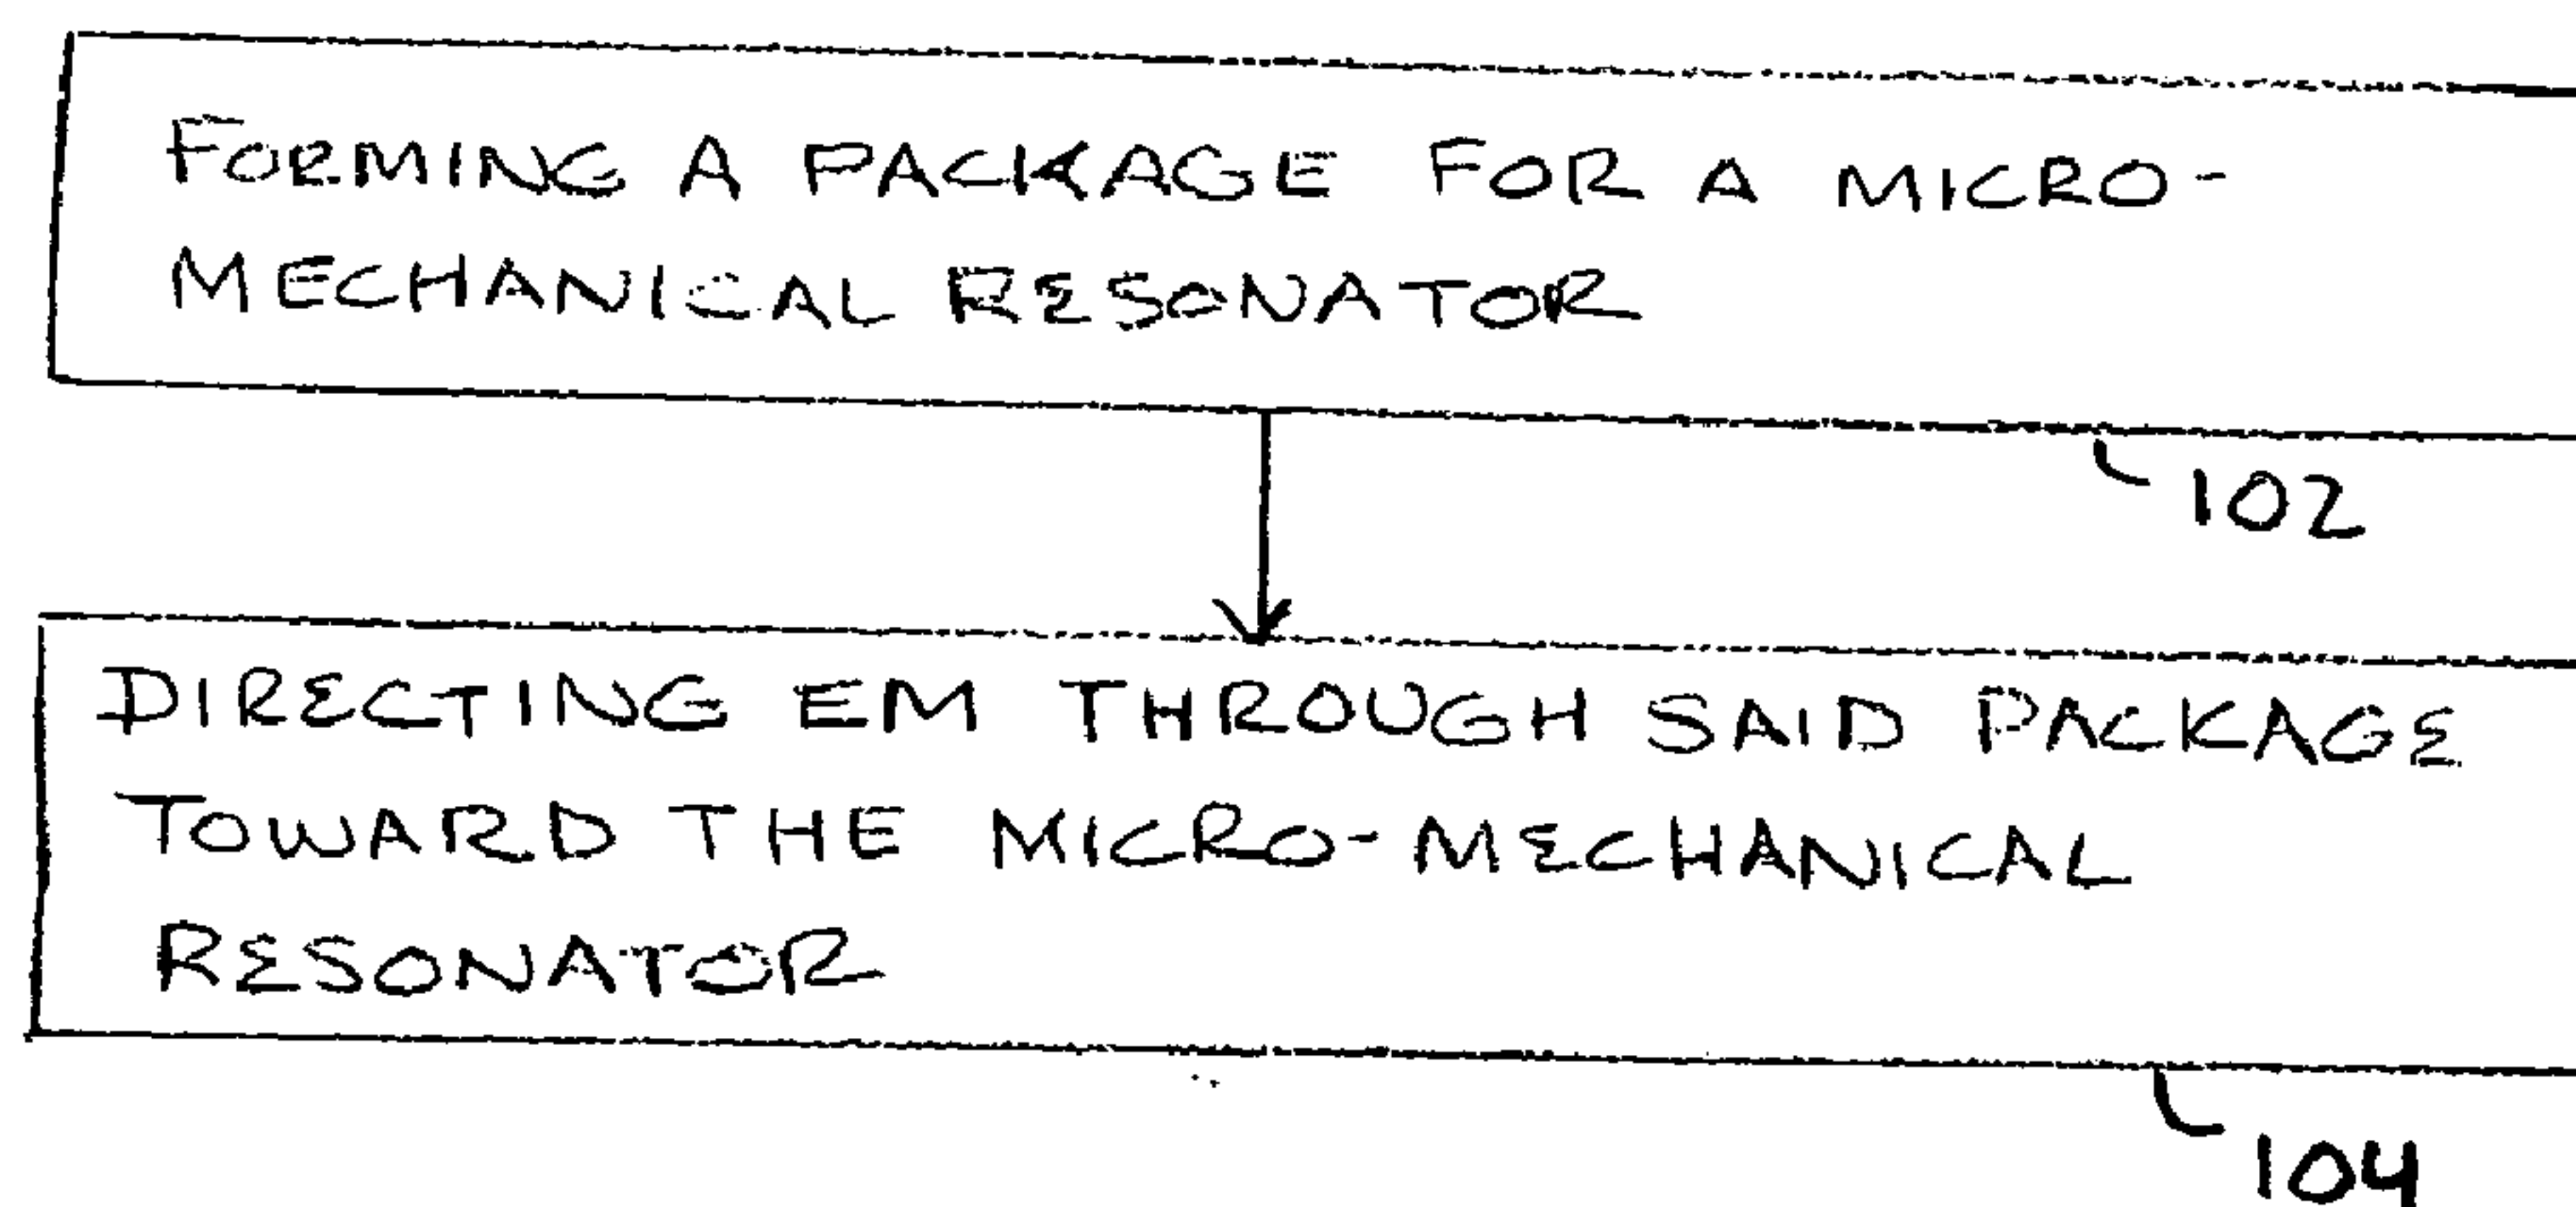 FORMING A PACKAGE FOR A MICRO-
MECHANICAL RESONATOR
102
DIRECTING EM THROUGH SAID PACKAGE
TOWARD THE MICRO-MECHANICAL
RESONATOR
104